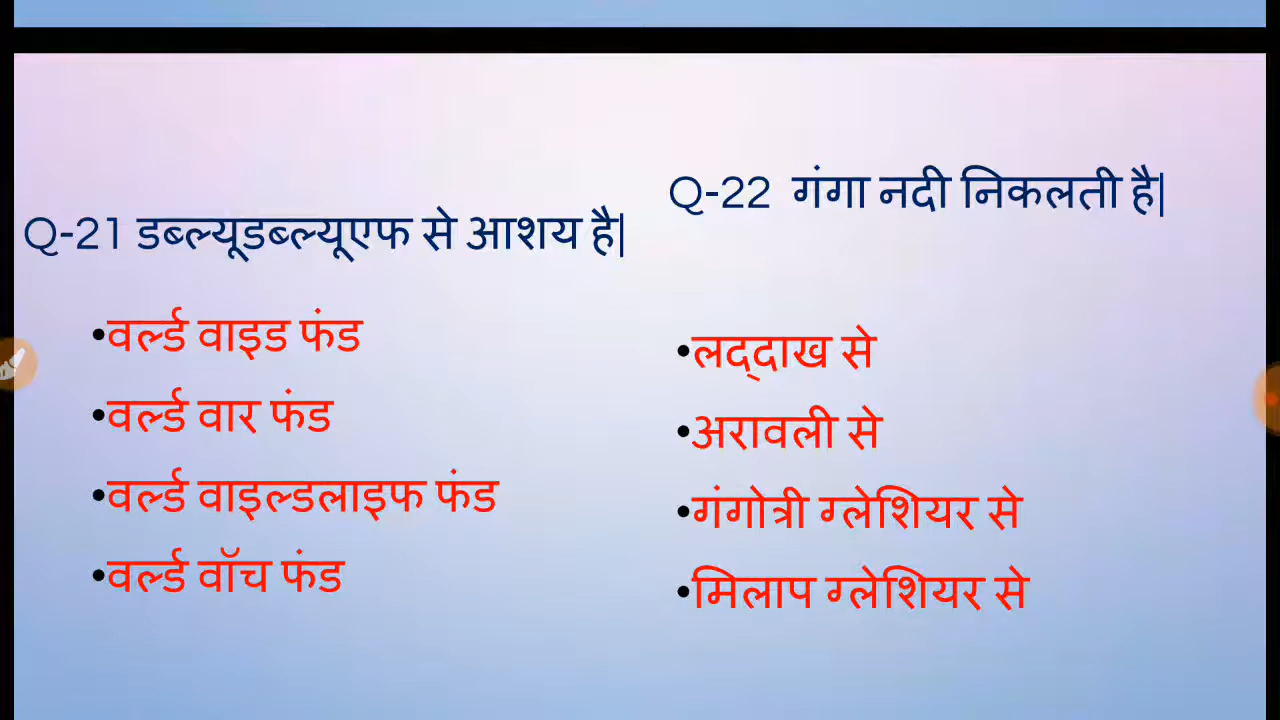 Q-21 डब्ल्यूडब्ल्यूएफ से आशय है|
•वर्ल्ड वाइड फंड
•वर्ल्ड वार फंड
•वर्ल्ड वाइल्डलाइफ फंड
•वर्ल्ड वॉच फंड
Q-22 गंगा नदी निकलती है|
•लद्दाख से
•अरावली से
•गंगोत्री ग्लेशियर से
•मिलाप ग्लेशियर से